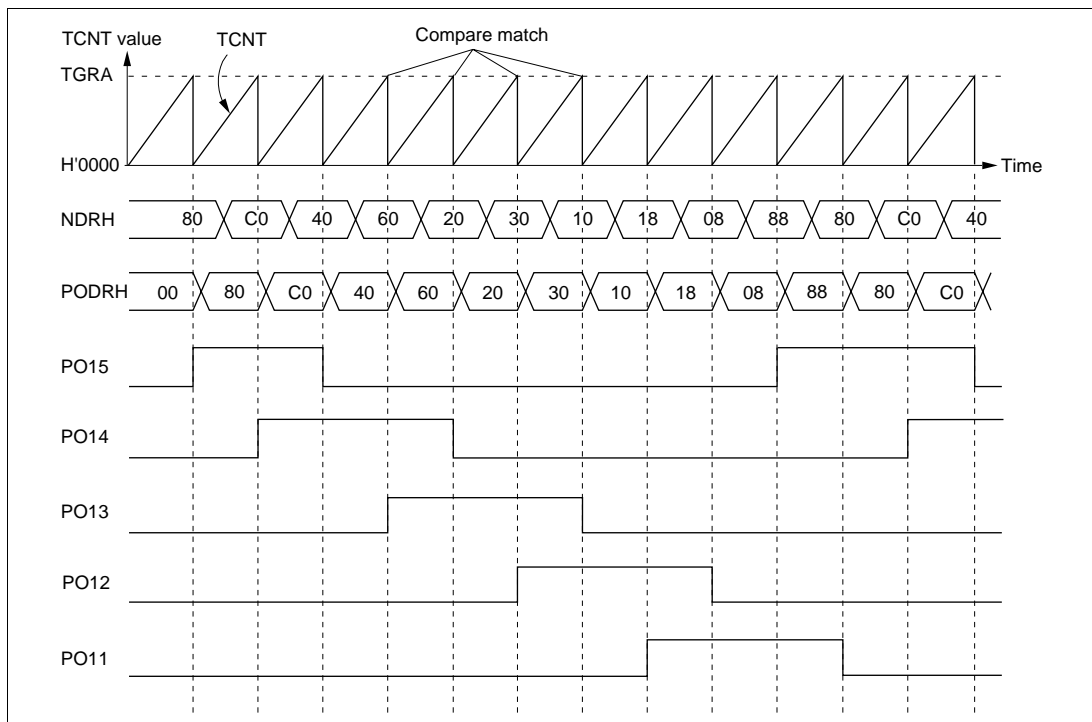 TCNT value TCNT Compare match
TGRA
H'0000 Time
NDRH 80 C0 40 60 20 30 10 18 08 88 80 C0 40
PODRH 00 80 C0 40 60 20 30 10 18 08 88 80 C0
PO15
PO14
PO13
PO12
PO11